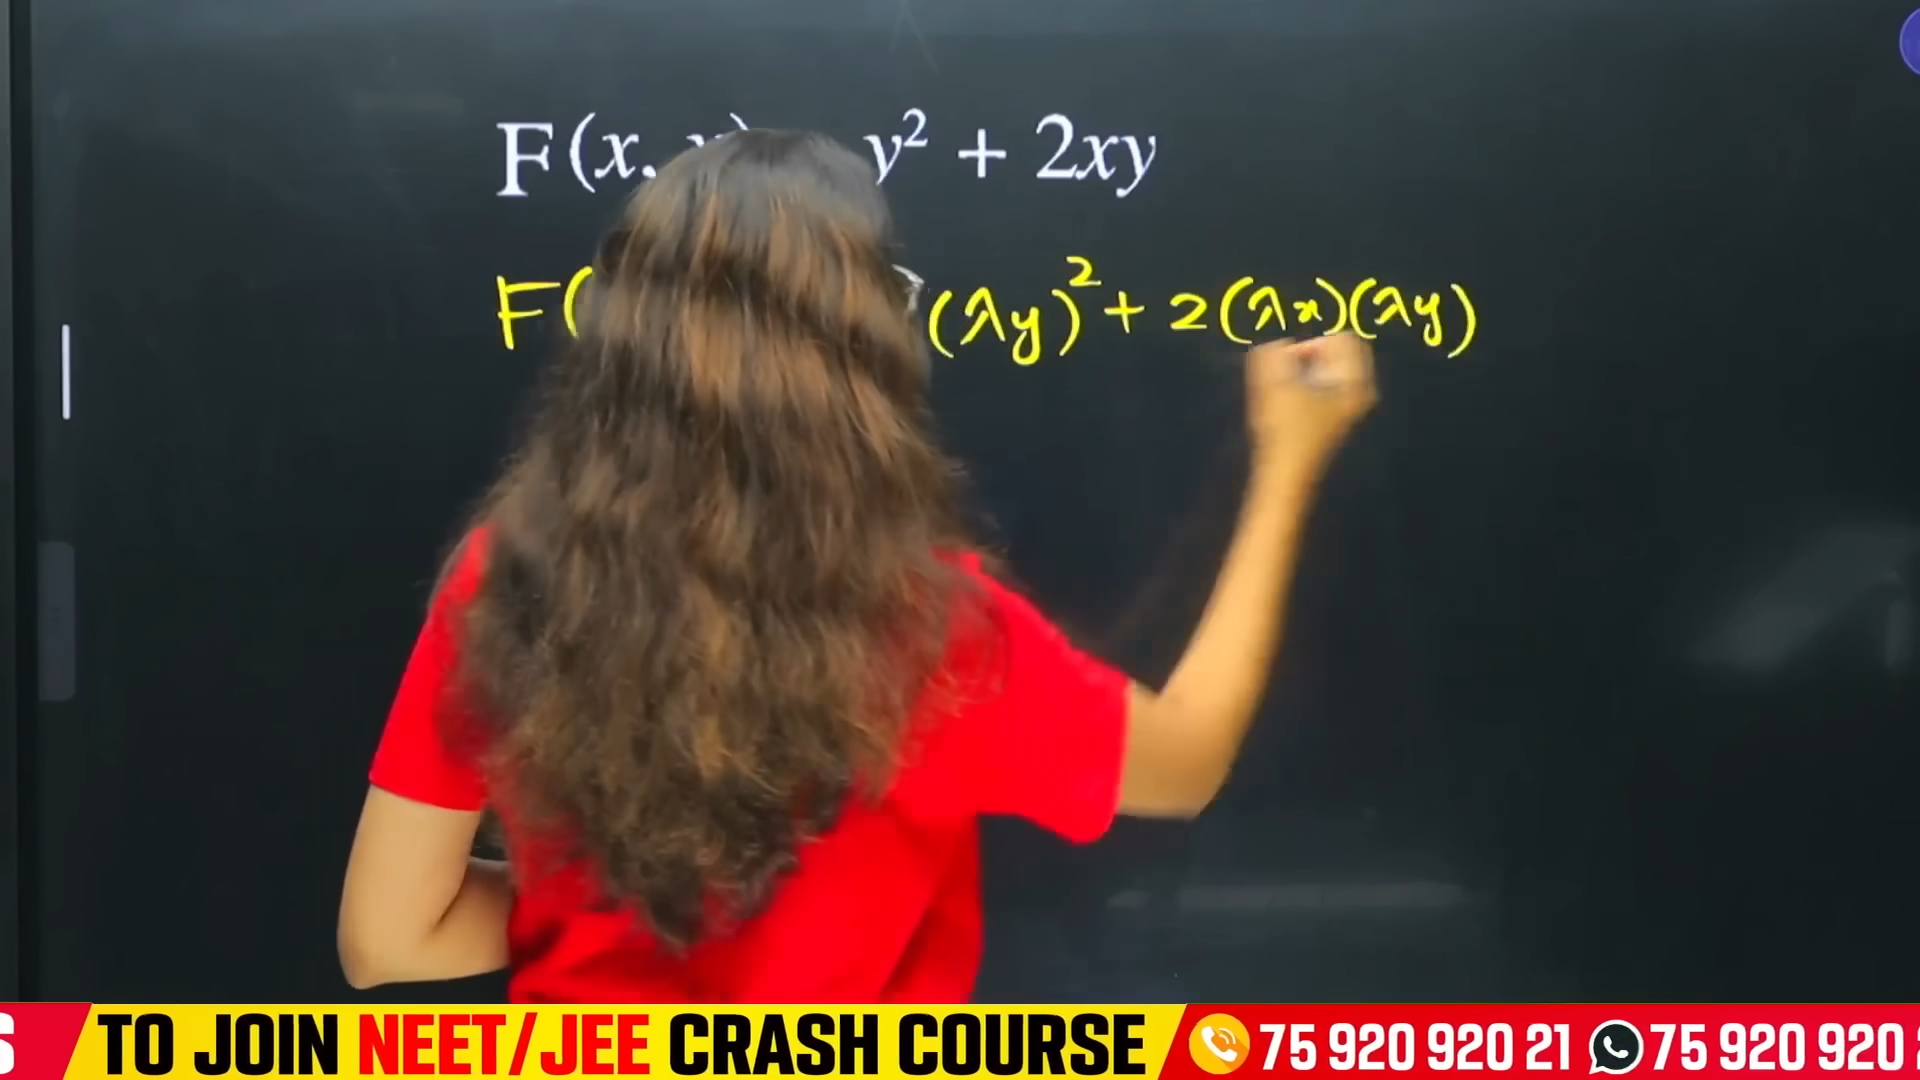 F(x, y² + 2xy
F( (λy)² + 2(λx)(λy)
S TO JOIN NEET/JEE CRASH COURSE 75 920 920 21 75 920 920